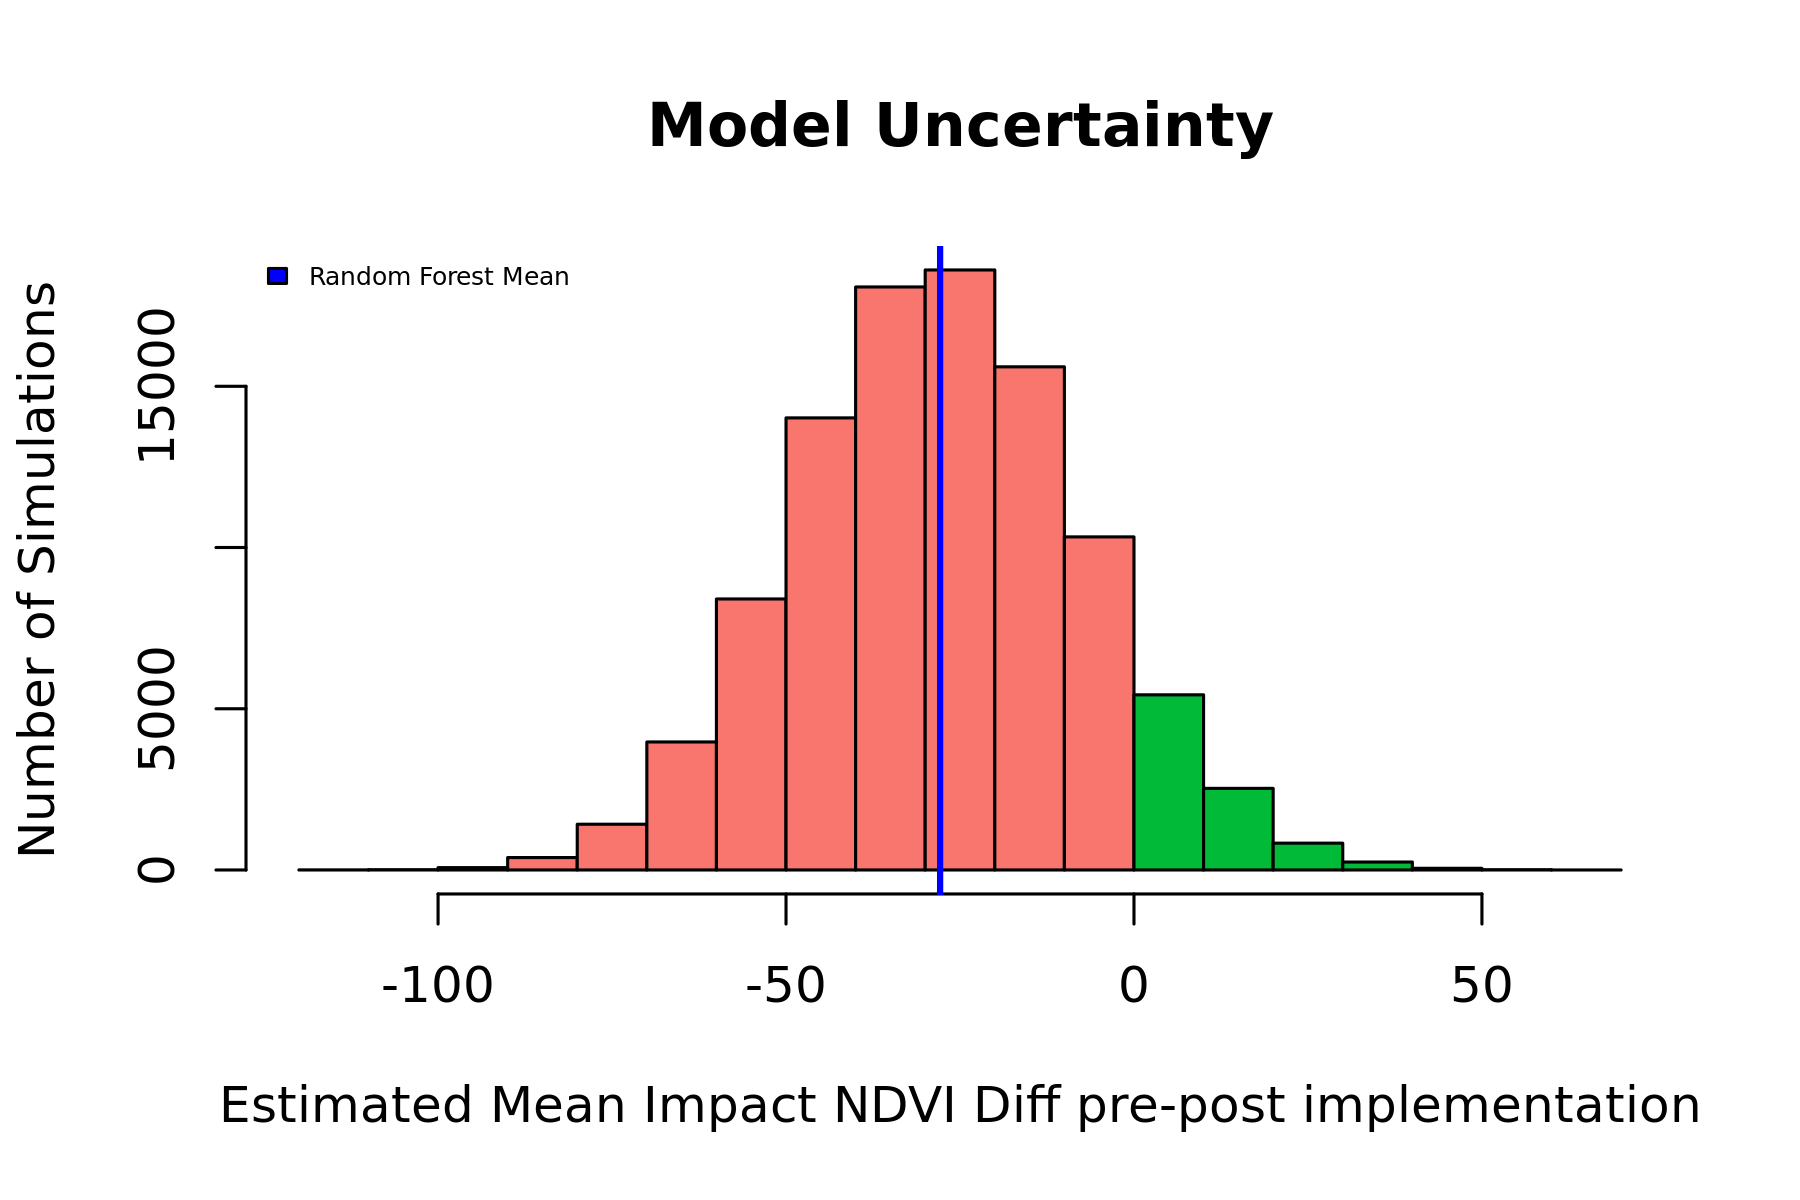 Model Uncertainty
Random Forest Mean
Number of Simulations
15000
5000
0
-100
-50
0
50
Estimated Mean Impact NDVI Diff pre-post implementation